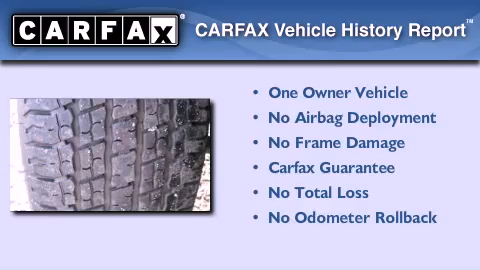 CARFAX® CARFAX Vehicle History Report™
• One Owner Vehicle
• No Airbag Deployment
• No Frame Damage
• Carfax Guarantee
• No Total Loss
• No Odometer Rollback